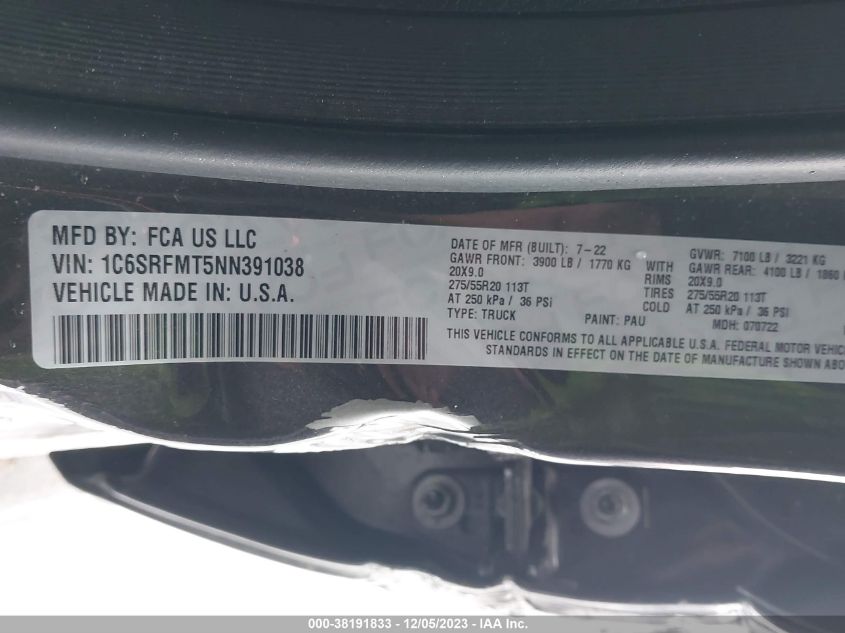 MFD BY: FCA US LLC
VIN: 1C6SRFMT5NN391038
VEHICLE MADE IN: U.S.A.
DATE OF MFR (BUILT): 7-22
GAWR FRONT: 3900 LB / 1770 KG
20X9.0
275/55R20 113T
AT 250 kPa / 36 PSi
TYPE: TRUCK
WITH
RIMS
TIRES
COLD
GVWR: 7100 LB / 3221 KG
GAWR REAR: 4100 LB / 1860
20X9.0
275/55R20 113T
AT 250 kPa / 36 PSI
PAINT: PAU
MDH: 070722
THIS VEHICLE CONFORMS TO ALL APPLICABLE U.S.A. FEDERAL MOTOR VEHIC
STANDARDS IN EFFECT ON THE DATE OF MANUFACTURE SHOWN ABO
000-38191833 - 12/05/2023 - IAA Inc.